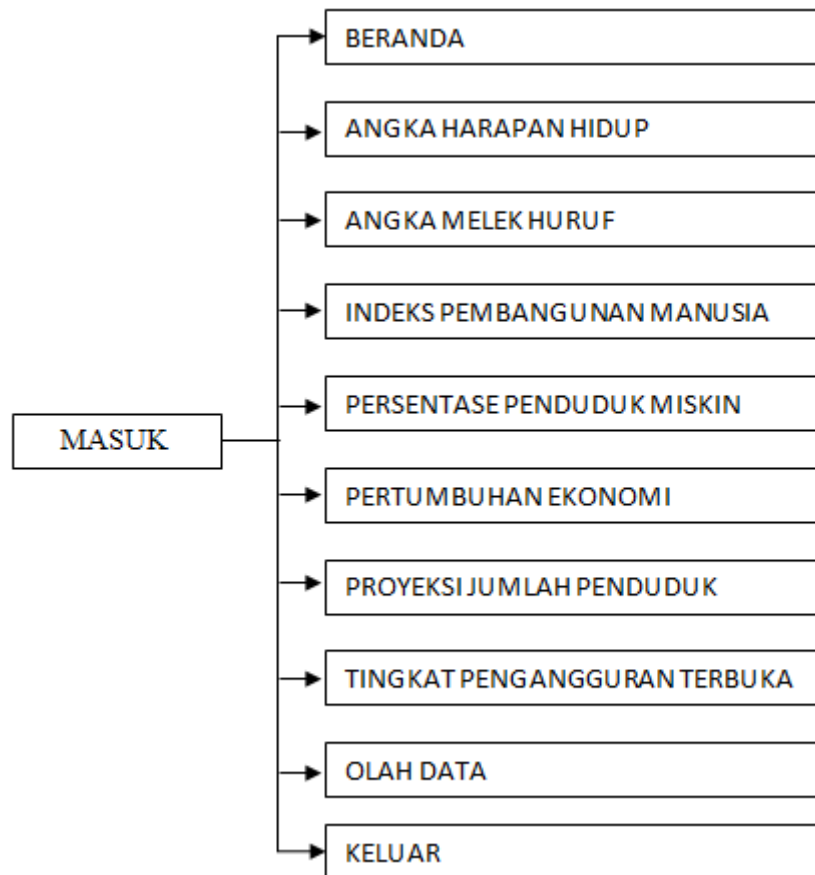 BERANDA
ANGKA HARAPAN HIDUP
ANGKA MELEK HURUF
INDEKS PEMBANGUNAN MANUSIA
PERSENTASE PENDUDUK MISKIN
MASUK
PERTUMBUHAN EKONOMI
PROYEKSI JUMLAH PENDUDUK
TINGKAT PENGANGGURAN TERBUKA
OLAH DATA
KELUAR